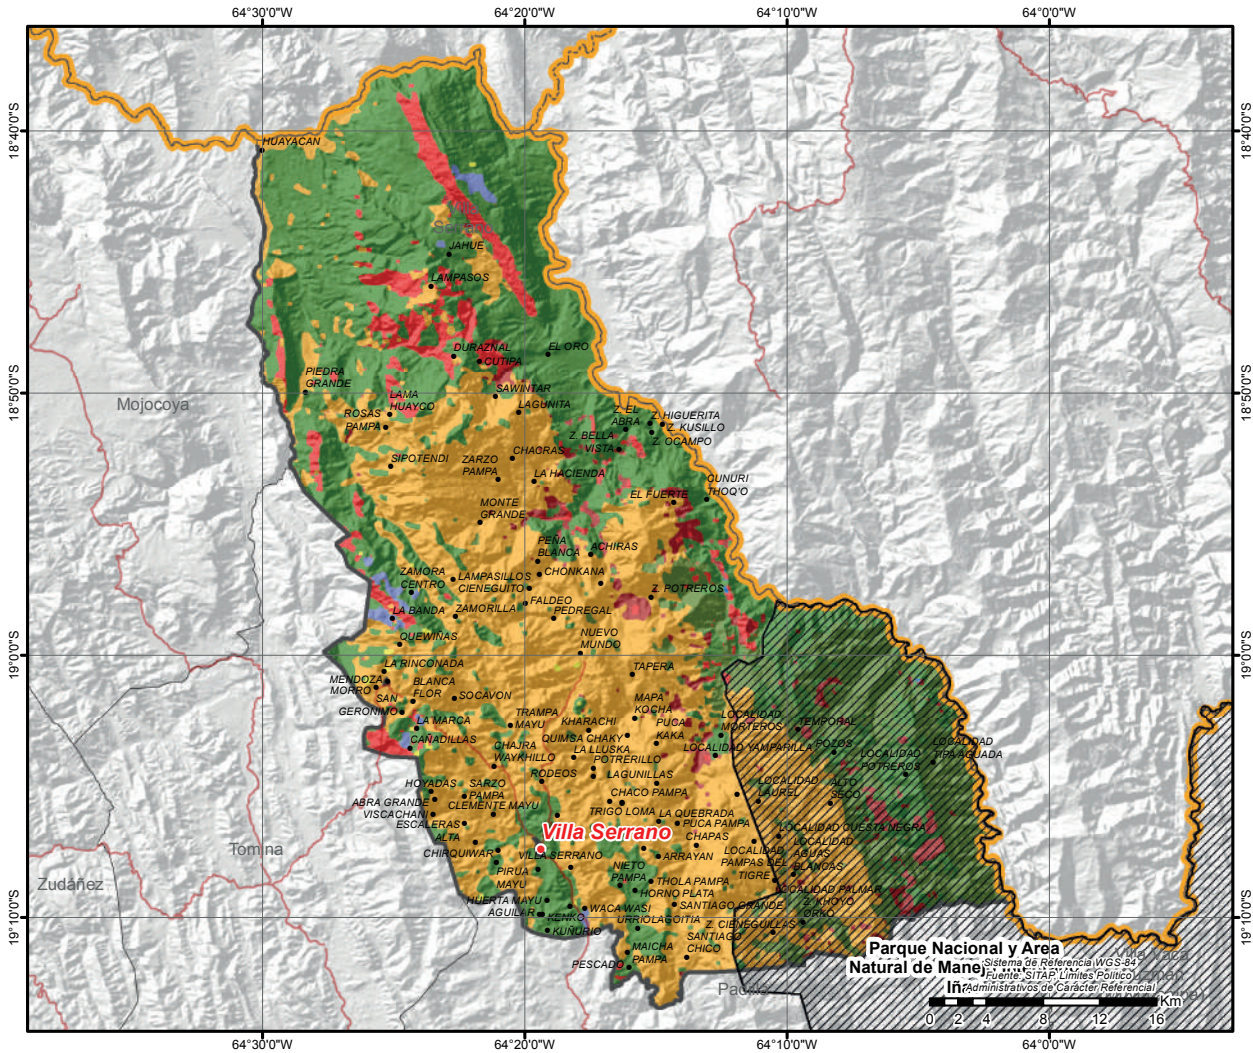 64°30'0"W
64°20'0"W
64°10'0"W
64°0'0"W
18°40'0"S
18°40'0"S
HUAYACAN
JAHUE
LAMPASOS
DURAZNAL
CUTIPA
EL ORO
18°50'0"S
18°50'0"S
PIEDRA
GRANDE
SAWINTAR
LAMA
HUAYCO
LAGUNITA
Mojocoya
ROSAS
PAMPA
Z. EL
ABRA
Z. HIGUERITA
Z. KUSILLO
Z. BELLA
VISTA
Z. OCAMPO
SIPOTENDI
CHACRAS
ZARZO
PAMPA
LA HACIENDA
CUNURI
THOQ'O
EL FUERTE
MONTE
GRANDE
PEÑA
BLANCA
ACHIRAS
ZAMORA
CENTRO
LAMPASILLOS
CIENEGUITO
CHONKANA
Z. POTREROS
LA BANDA
ZAMORILLA
FALDEO
PEDREGAL
QUEWIÑAS
NUEVO
MUNDO
19°0'0"S
19°0'0"S
LA RINCONADA
TAPERA
MENDOZA
MORRO
BLANCA
FLOR
SOCAVON
SAN
GERONIMO
MAPA
KOCHA
LA MARCA
TRAMPA
MAYU
KHARACHI
PUCA
KAKA
LOCALIDAD
MORTEROS
TEMPORAL
CAÑADILLAS
QUIMSA CHAKY
LOCALIDAD YAMPARILLA
POZOS
LOCALIDAD
TIPA AGUADA
CHAJRA
WAYKHILLO
LA LLUSKA
POTRERILLO
LOCALIDAD
POTREROS
RODEOS
LAGUNILLAS
HOYADAS
SARZO
PAMPA
CHACO PAMPA
LOCALIDAD
LAUREL
ALTO
SECO
ABRA GRANDE
CLEMENTE MAYU
VISCACHANI
TRIGO LOMA
LA QUEBRADA
ESCALERAS
PUCA PAMPA
LOCALIDAD CUESTA NEGRA
Villa Serrano
ALTA
CHAPAS
LOCALIDAD
AGUAS
BLANCAS
CHIRQUIWAR
VILLA SERRANO
ARRAYAN
LOCALIDAD
PAMPAS DEL
TIGRE
Tomina
PIRUA
MAYU
NIETO
PAMPA
THOLA PAMPA
Zudáñez
HORNO PLATA
LOCALIDAD PALMAR
HUERTA MAYU
AGUILAR
WACA WASI
SANTIAGO GRANDE
Z. KHOYO
ORKO
KENKO
URRIOLAGOITIA
Z. CIENEGUILLAS
19°10'0"S
19°10'0"S
KUÑURIO
SANTIAGO
CHICO
MAICHA
PAMPA
PESCADO
Parque Nacional y Area
Sistema de Referencia WGS-84
Fuente: SITAP, Límites Político
Administrativos de Carácter Referencial
Padilla
Km
0 2 4 8 12 16
64°30'0"W
64°20'0"W
64°10'0"W
64°0'0"W